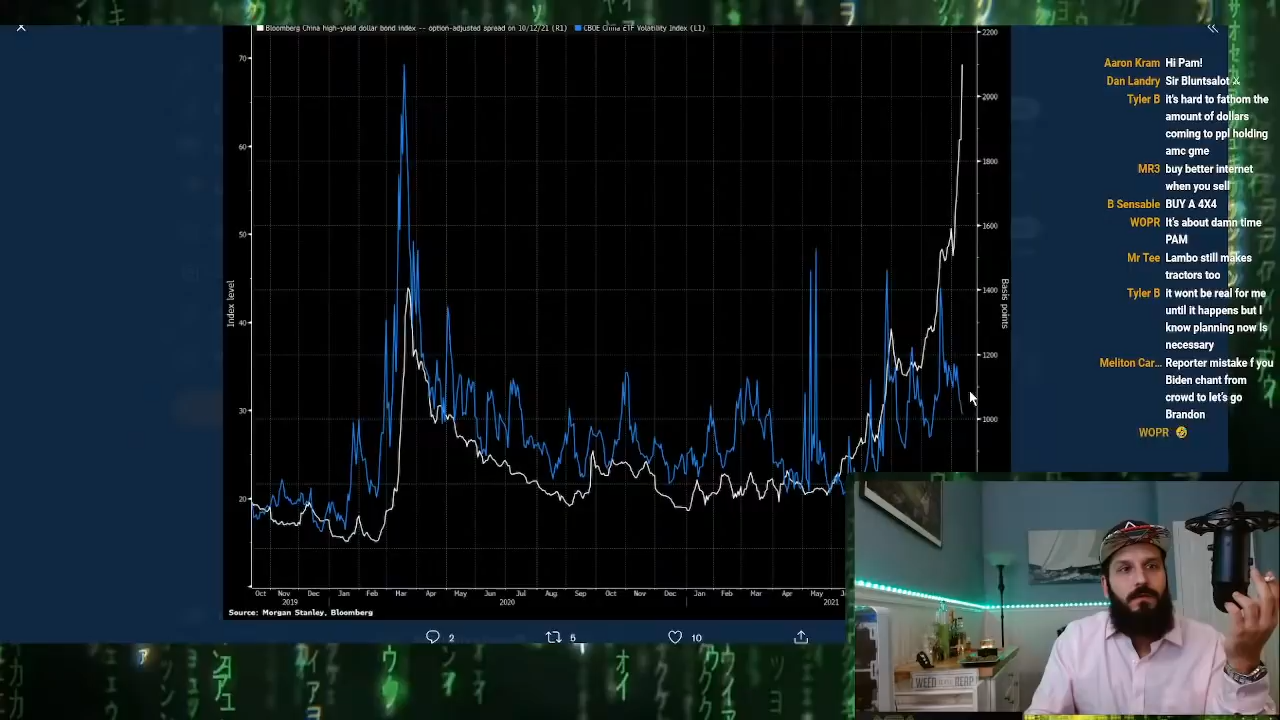 Bloomberg China high-yield dollar bond index -- option-adjusted spread on 10/12/21 (R1) CBOE China ETF Volatility Index (L1)
70
60
50
40
30
20
Index level
2200
2000
1800
1600
1400
1200
1000
Basis points
Oct Nov Dec Jan Feb Mar Apr May Jun Jul Aug Sep Oct Nov Dec Jan Feb Mar Apr May
2019 2020 2021
Source: Morgan Stanley, Bloomberg
2 5 10
Aaron Kram Hi Pam!
Dan Landry Sir Bluntsalot ⚔
Tyler B it's hard to fathom the
amount of dollars
coming to ppl holding
amc gme
MR3 buy better internet
when you sell
B Sensable BUY A 4X4
WOPR It's about damn time
PAM
Mr Tee Lambo still makes
tractors too
Tyler B it wont be real for me
until it happens but I
know planning now is
necessary
Meliton Car... Reporter mistake f you
Biden chant from
crowd to let's go
Brandon
WOPR
WEED REAP